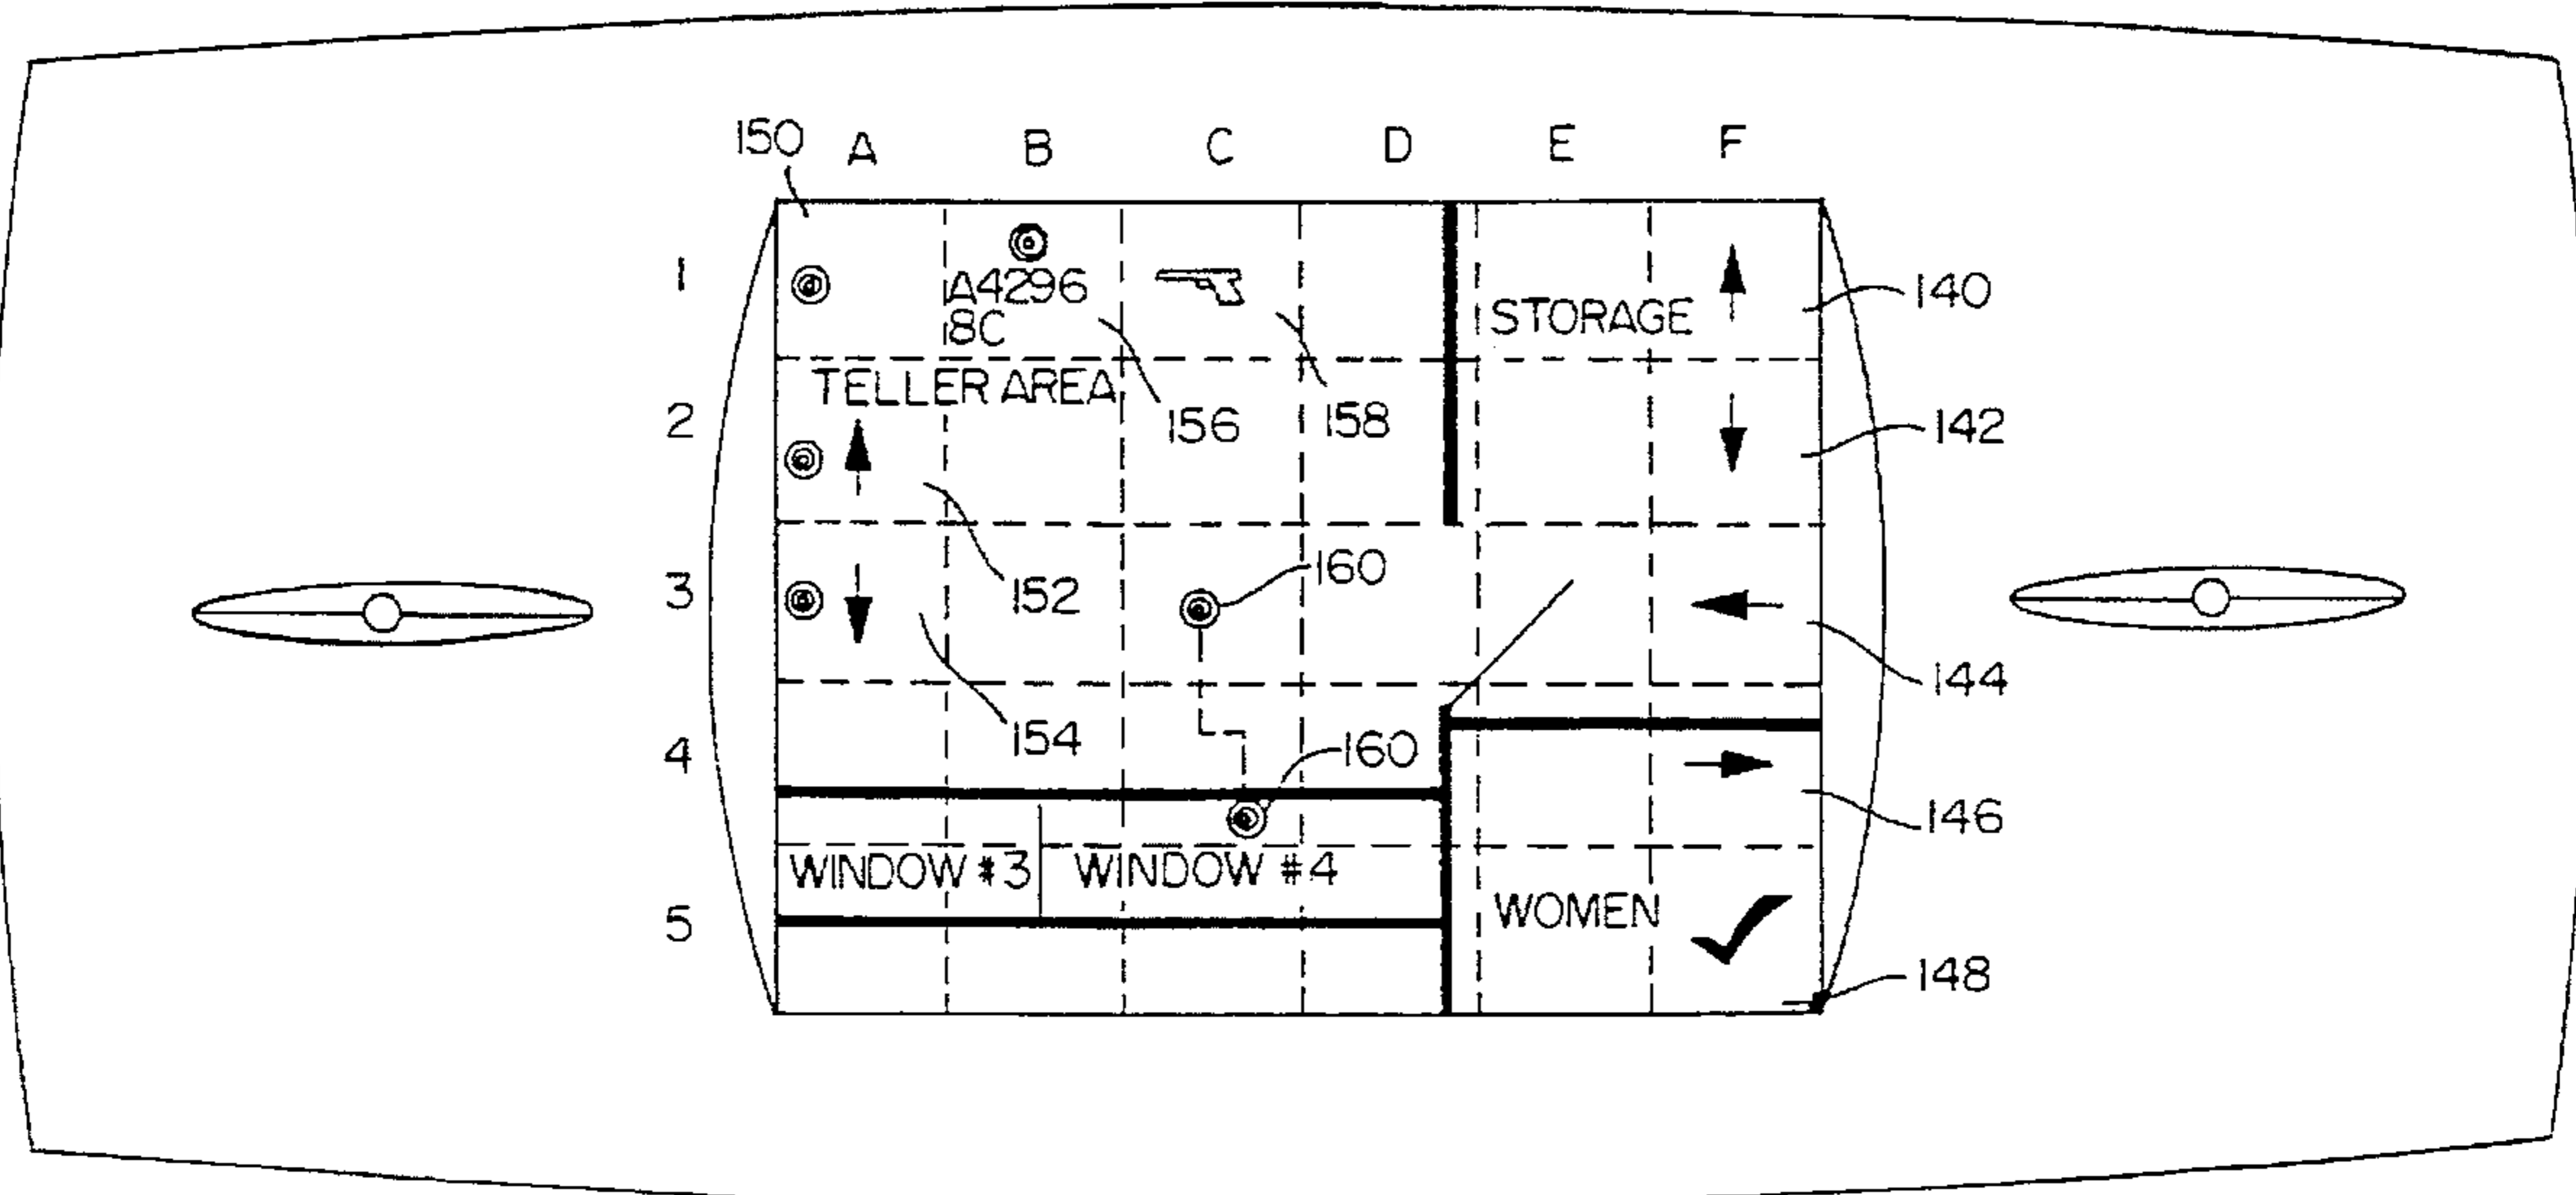 150 A B C D E F
1 A4296 STORAGE 140
8C
TELLER AREA
2 156 158 142
3 152 160 144
154
4 160 146
WINDOW #3 WINDOW #4
5 WOMEN
148